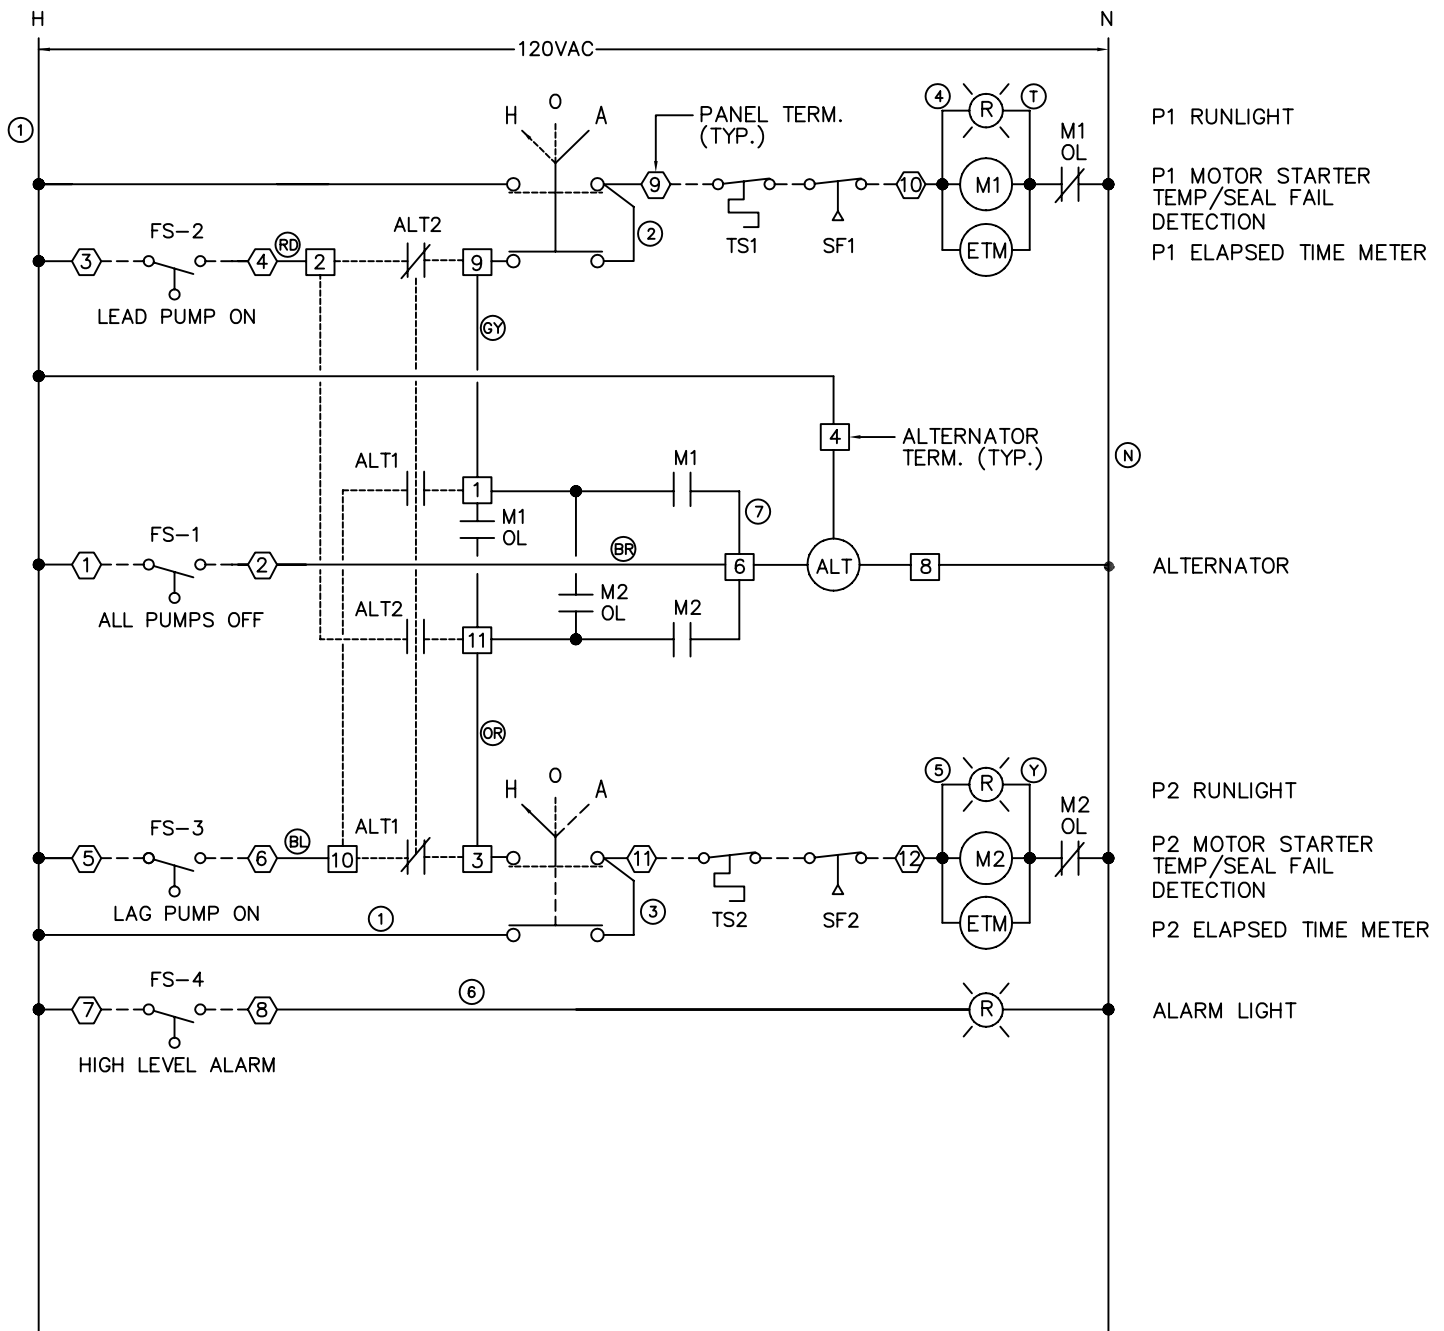 H
N
120VAC
H
O
A
PANEL TERM.
(TYP.)
4
R
T
P1 RUNLIGHT
1
M1
OL
9
10
M1
P1 MOTOR STARTER
TEMP/SEAL FAIL
DETECTION
TS1
SF1
FS-2
ALT2
2
3
4
RD
2
9
ETM
P1 ELAPSED TIME METER
LEAD PUMP ON
GY
4
ALTERNATOR
TERM. (TYP.)
N
ALT1
M1
1
M1
OL
7
FS-1
BR
1
2
6
ALT
8
ALTERNATOR
ALL PUMPS OFF
ALT2
M2
OL
M2
11
OR
H
O
A
5
R
Y
P2 RUNLIGHT
M2
OL
FS-3
ALT1
5
6
BL
10
3
11
12
M2
P2 MOTOR STARTER
TEMP/SEAL FAIL
DETECTION
LAG PUMP ON
1
3
TS2
SF2
ETM
P2 ELAPSED TIME METER
FS-4
6
7
8
R
ALARM LIGHT
HIGH LEVEL ALARM